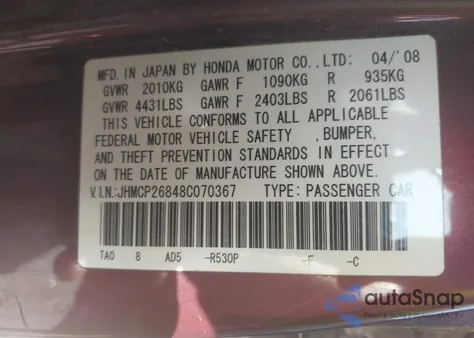 MFD. IN JAPAN BY HONDA MOTOR CO.,LTD: 04/'08
GVWR 2010KG GAWR F 1090KG R 935KG
GVWR 4431LBS GAWR F 2403LBS R 2061LBS
THIS VEHICLE CONFORMS TO ALL APPLICABLE
FEDERAL MOTOR VEHICLE SAFETY ,BUMPER,
AND THEFT PREVENTION STANDARDS IN EFFECT
ON THE DATE OF MANUFACTURE SHOWN ABOVE.
V.I.N.:JHMCP26848C070367 TYPE: PASSENGER CAR
TA0 8 AD5 -R530P -F -C
autoSnap